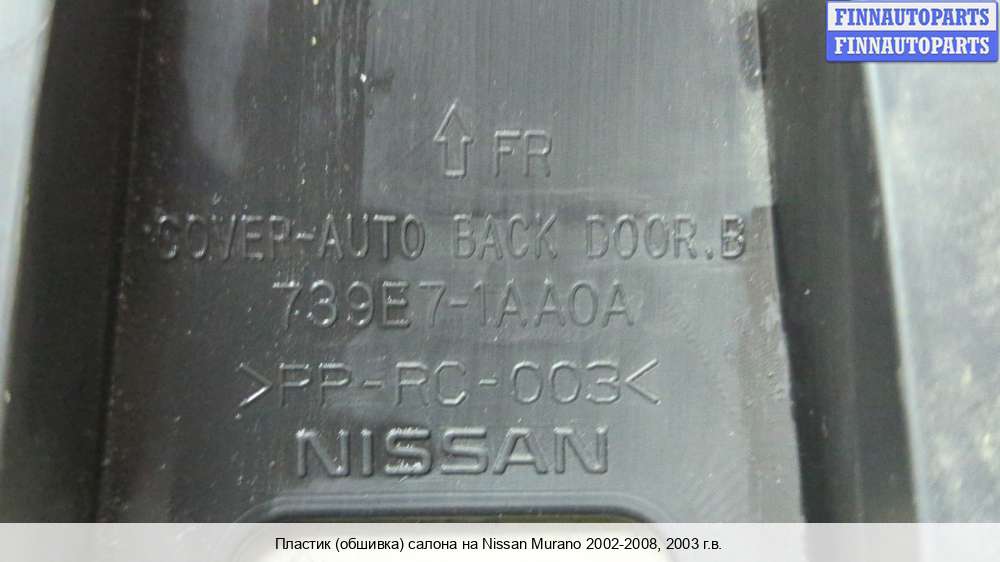 FINNAUTOPARTS
FINNAUTOPARTS
FR
COVER-AUTO BACK DOOR.B
739E7-1AA0A
>PP-RC-003<
NISSAN
Пластик (обшивка) салона на Nissan Murano 2002-2008, 2003 г.в.